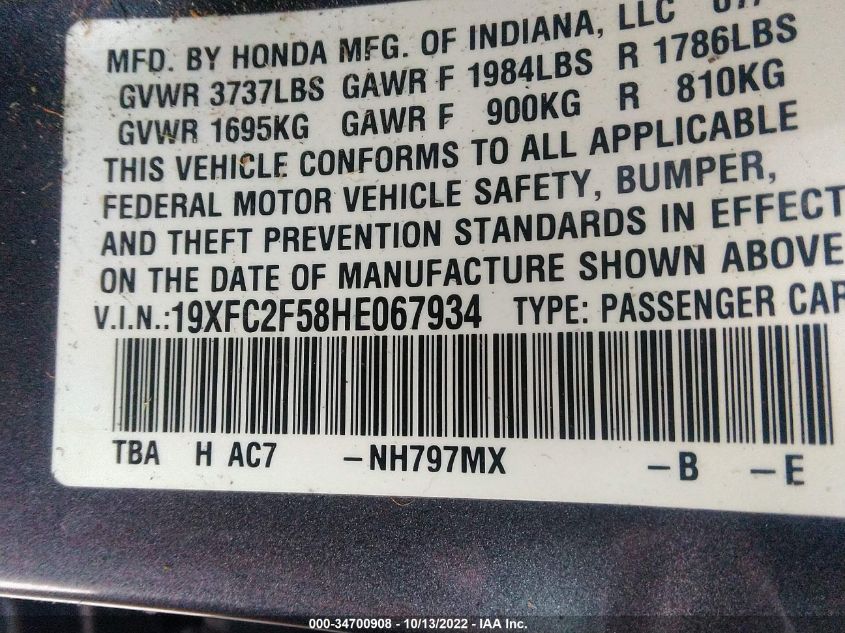 MFD. BY HONDA MFG. OF INDIANA, LLC
GVWR 3737LBS GAWR F 1984LBS R 1786LBS
GVWR 1695KG GAWR F 900KG R 810KG
THIS VEHICLE CONFORMS TO ALL APPLICABLE
FEDERAL MOTOR VEHICLE SAFETY, BUMPER,
AND THEFT PREVENTION STANDARDS IN EFFECT
ON THE DATE OF MANUFACTURE SHOWN ABOVE
V.I.N.:19XFC2F58HE067934 TYPE: PASSENGER CAR
TBA H AC7 -NH797MX -B -E
000-34700908 - 10/13/2022 - IAA Inc.